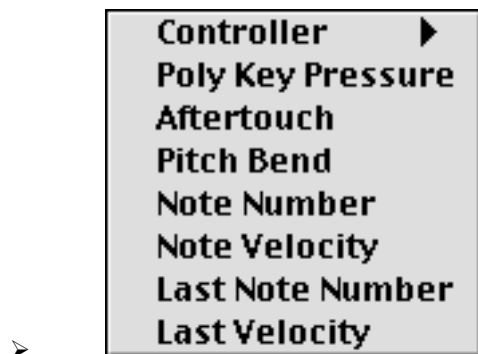 Controller
Poly Key Pressure
Aftertouch
Pitch Bend
Note Number
Note Velocity
Last Note Number
Last Velocity